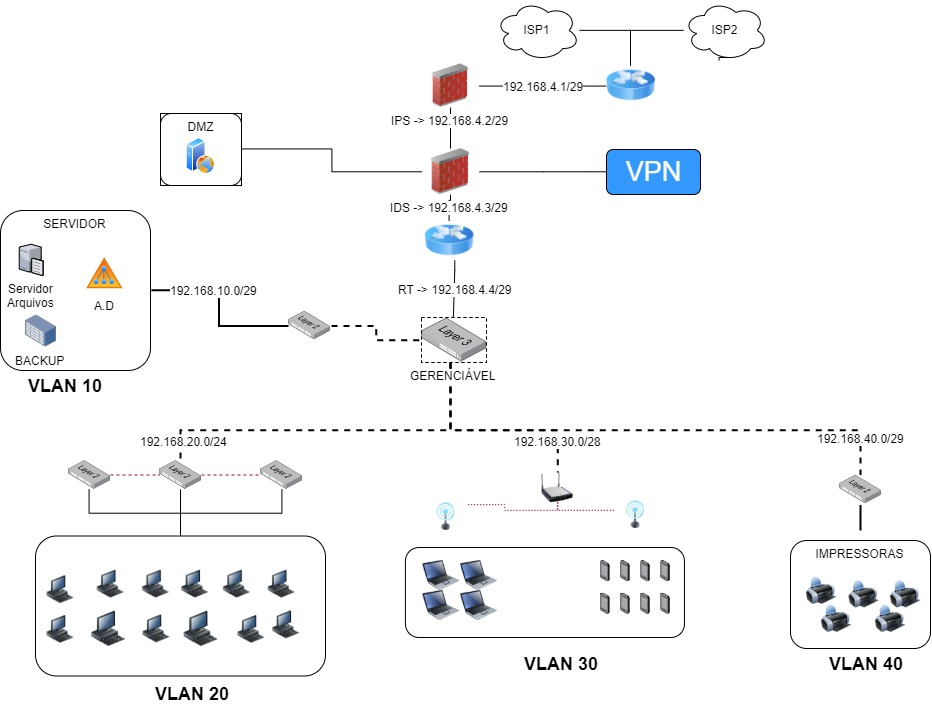 ISP1
ISP2
192.168.4.1/29
IPS -> 192.168.4.2/29
DMZ
VPN
IDS -> 192.168.4.3/29
SERVIDOR
Servidor
Arquivos
A.D
BACKUP
VLAN 10
192.168.10.0/29
RT -> 192.168.4.4/29
Layer 2
Layer 3
GERENCIÁVEL
192.168.20.0/24
192.168.30.0/28
192.168.40.0/29
Layer 2
Layer 2
Layer 2
Layer 2
IMPRESSORAS
VLAN 20
VLAN 30
VLAN 40